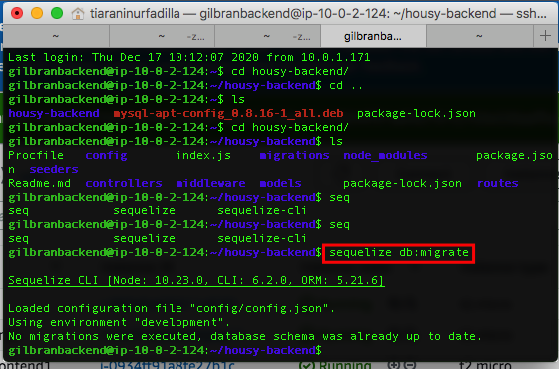 tiaraninurfadilla — gilbranbackend@ip-10-0-2-124: ~/housy-backend — ssh...
~ ~ -z... ~ -z... gilbranba... ~
Last login: Thu Dec 17 13:12:07 2020 from 10.0.1.171
gilbranbackend@ip-10-0-2-124:~$ cd housy-backend/
gilbranbackend@ip-10-0-2-124:~/housy-backend$ cd ..
gilbranbackend@ip-10-0-2-124:~$ ls
housy-backend mysql-apt-config_0.8.16-1_all.deb package-lock.json
gilbranbackend@ip-10-0-2-124:~$ cd housy-backend/
gilbranbackend@ip-10-0-2-124:~/housy-backend$ ls
Procfile config index.js migrations node_modules package.jso
n seeders
Readme.md controllers middleware models package-lock.json routes
gilbranbackend@ip-10-0-2-124:~/housy-backend$ seq
seq sequelize sequelize-cli
gilbranbackend@ip-10-0-2-124:~/housy-backend$ seq
seq sequelize sequelize-cli
gilbranbackend@ip-10-0-2-124:~/housy-backend$ sequelize db:migrate
Sequelize CLI [Node: 10.23.0, CLI: 6.2.0, ORM: 5.21.6]
Loaded configuration file "config/config.json".
Using environment "development".
No migrations were executed, database schema was already up to date.
gilbranbackend@ip-10-0-2-124:~/housy-backend$
Running t2.micro